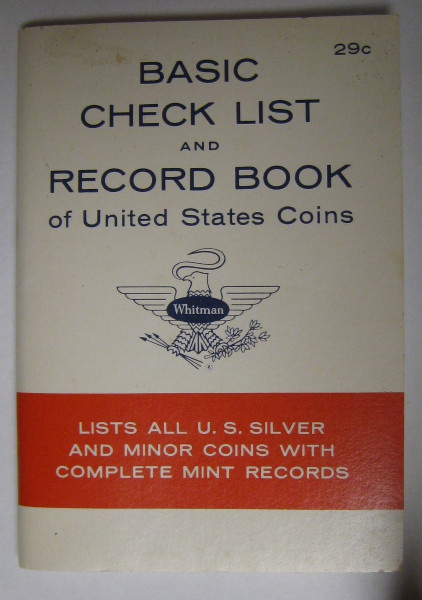 29c
BASIC
CHECK LIST
AND
RECORD BOOK
of United States Coins
Whitman
®
LISTS ALL U. S. SILVER
AND MINOR COINS WITH
COMPLETE MINT RECORDS